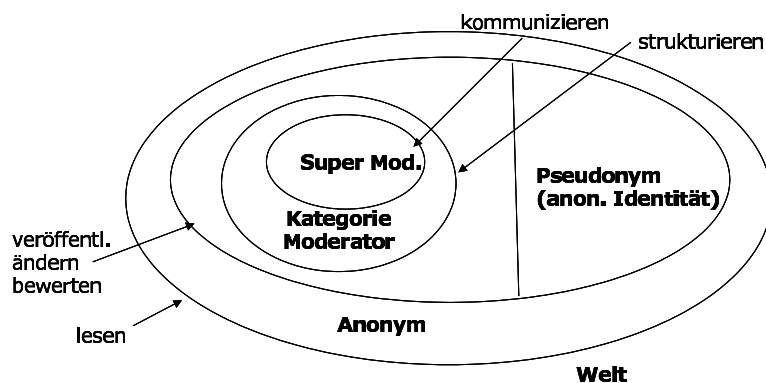 kommunizieren
strukturieren
Super Mod.
Pseudonym
(anon. Identität)
Kategorie
Moderator
veröffentl.
ändern
bewerten
lesen
Anonym
Welt